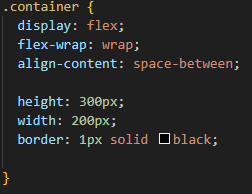 .container {
  display: flex;
  flex-wrap: wrap;
  align-content: space-between;

  height: 300px;
  width: 200px;
  border: 1px solid black;

}